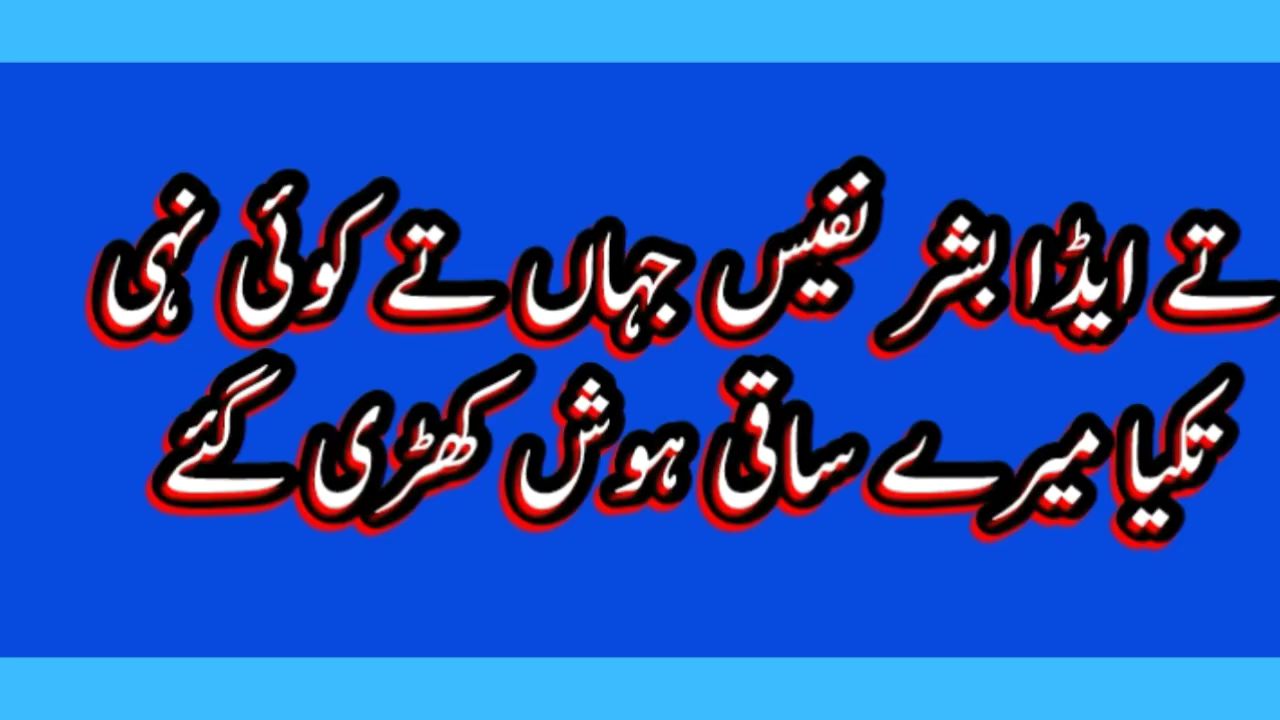 تے ایڈا بشر نفیس جہاں تے کوئی نہی
تکیا میرے ساقی ہوش کھڑی گئے